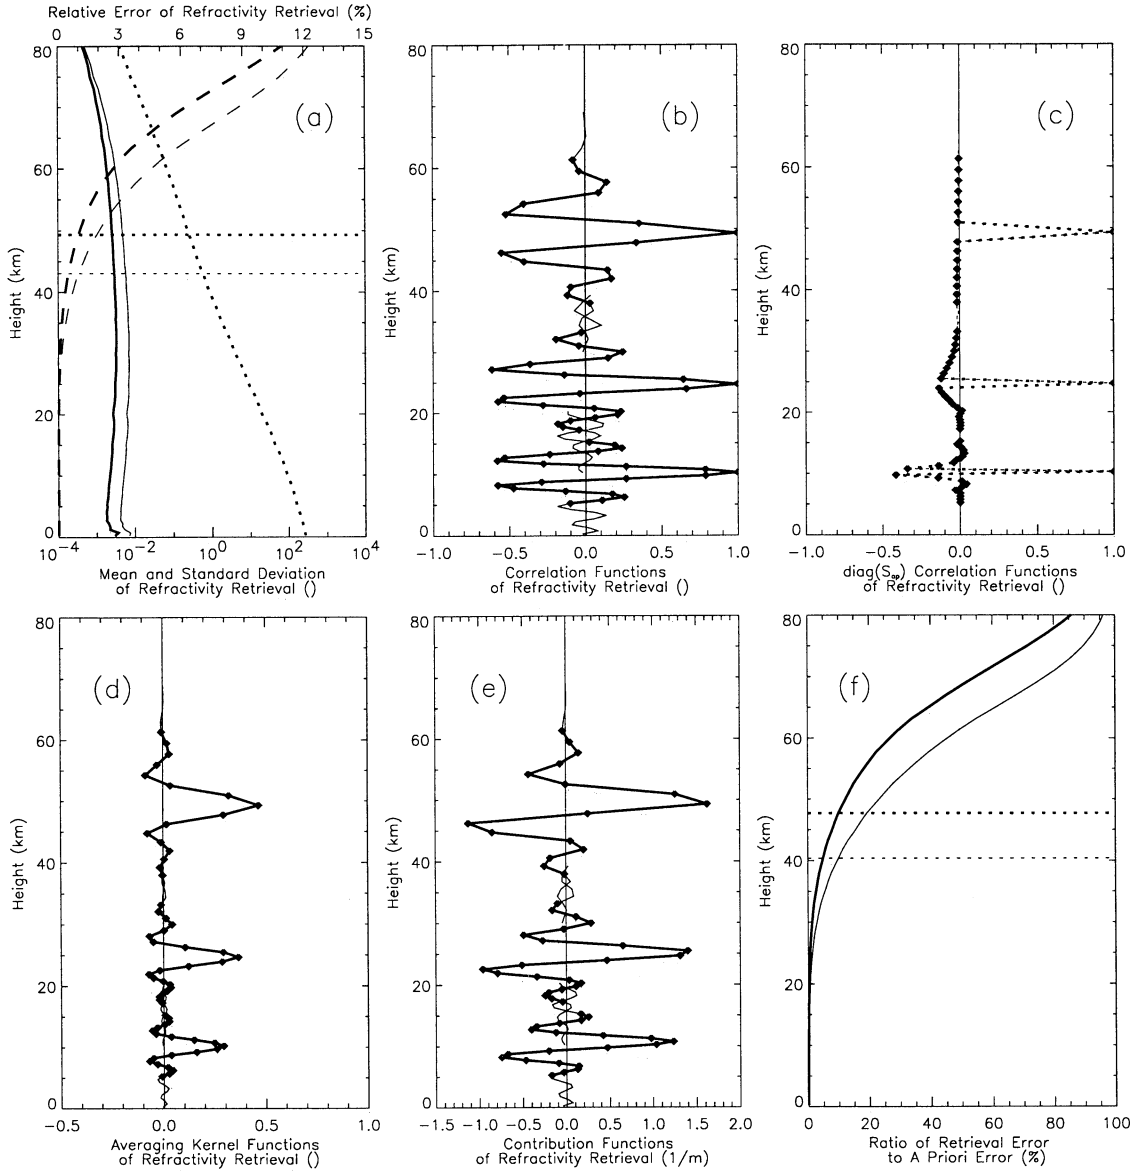 Relative Error of Refractivity Retrieval (%)
0 3 6 9 12 15
80
60
40
20
0
Height (km)
(a)
10⁻⁴ 10⁻² 10⁰ 10² 10⁴
Mean and Standard Deviation
of Refractivity Retrieval ()
80
60
40
20
0
Height (km)
(b)
-1.0 -0.5 0.0 0.5 1.0
Correlation Functions
of Refractivity Retrieval ()
80
60
40
20
0
Height (km)
(c)
-1.0 -0.5 0.0 0.5 1.0
diag(Sap) Correlation Functions
of Refractivity Retrieval ()
80
60
40
20
0
Height (km)
(d)
-0.5 0.0 0.5 1.0
Averaging Kernel Functions
of Refractivity Retrieval ()
80
60
40
20
0
Height (km)
(e)
-1.5 -1.0 -0.5 0.0 0.5 1.0 1.5 2.0
Contribution Functions
of Refractivity Retrieval (1/m)
80
60
40
20
0
Height (km)
(f)
0 20 40 60 80 100
Ratio of Retrieval Error
to A Priori Error (%)